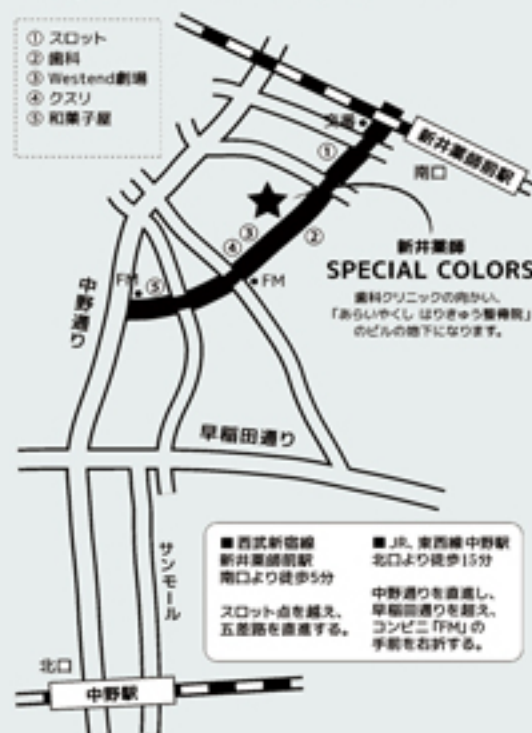 ① スロット
② 歯科
③ Westend劇場
④ クスリ
⑤ 和菓子屋
交番
新井薬師前駅
①
南口
②
③
④
新井薬師
SPECIAL COLORS
歯科クリニックの向かい、
「あらいやくし はりきゅう整骨院」
のビルの地下になります。
FM
⑤
FM
中野通り
早稲田通り
サンモール
■ 西武新宿線
新井薬師前駅
南口より徒歩5分
スロット点を越え、
五差路を直進する。
■ JR、東西線中野駅
北口より徒歩15分
中野通りを直進し、
早稲田通りを超え、
コンビニ「FM」の
手前を右折する。
北口
中野駅